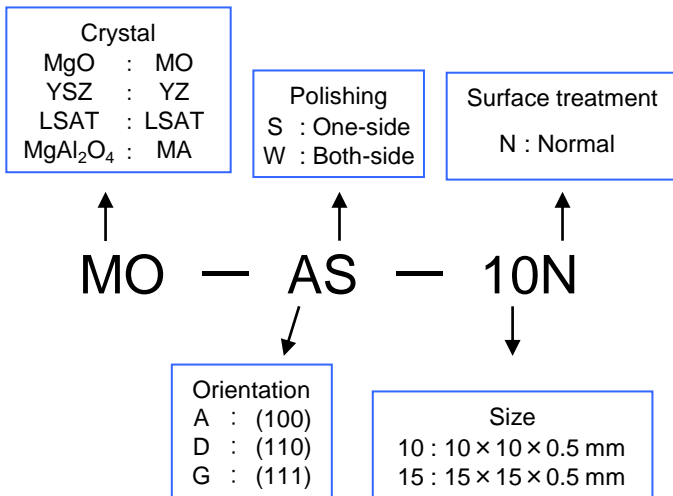 Crystal
MgO : MO
YSZ : YZ
LSAT : LSAT
MgAl₂O₄ : MA
Polishing
S : One-side
W : Both-side
Surface treatment
N : Normal
MO — AS — 10N
Orientation
A : (100)
D : (110)
G : (111)
Size
10 : 10×10×0.5 mm
15 : 15×15×0.5 mm